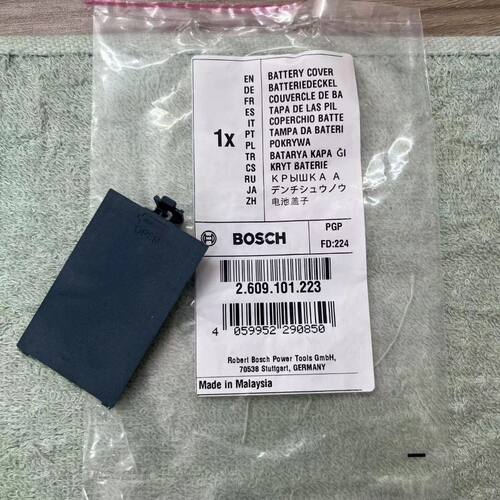 1x
EN BATTERY COVER
DE BATTERIEDECKEL
FR COUVERCLE DE BA
ES TAPA DE LAS PIL
IT COPERCHIO BATTE
PT TAMPA DA BATERI
PL POKRYWA
TR BATARYA KAPA ĞI
CS KRYT BATERIE
RU КРЫШКА А
JA デンチシュウノウ
ZH 电池盖子
BOSCH
PGP
FD:224
2.609.101.223
4 059952 290850
Robert Bosch Power Tools GmbH,
70538 Stuttgart, GERMANY
Made in Malaysia
OPEN